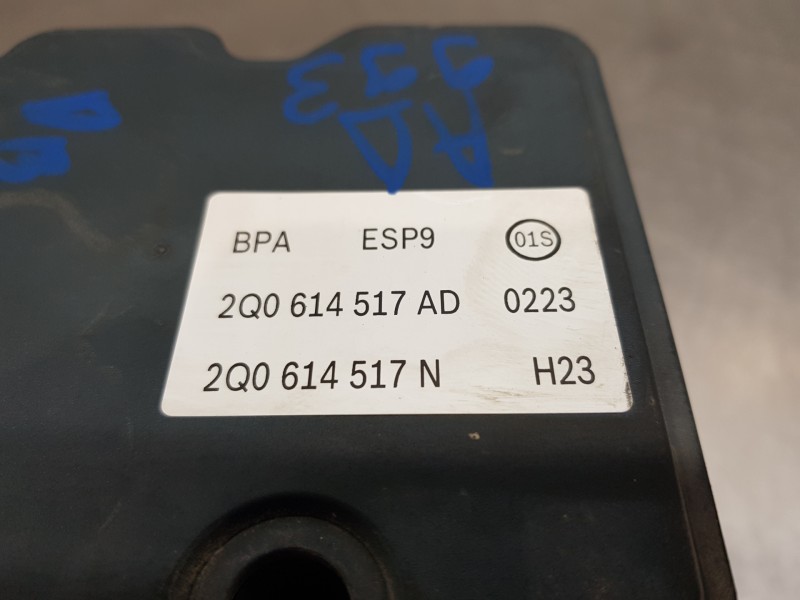 AD
BPA ESP9 01S
2Q0 614 517 AD 0223
2Q0 614 517 N H23